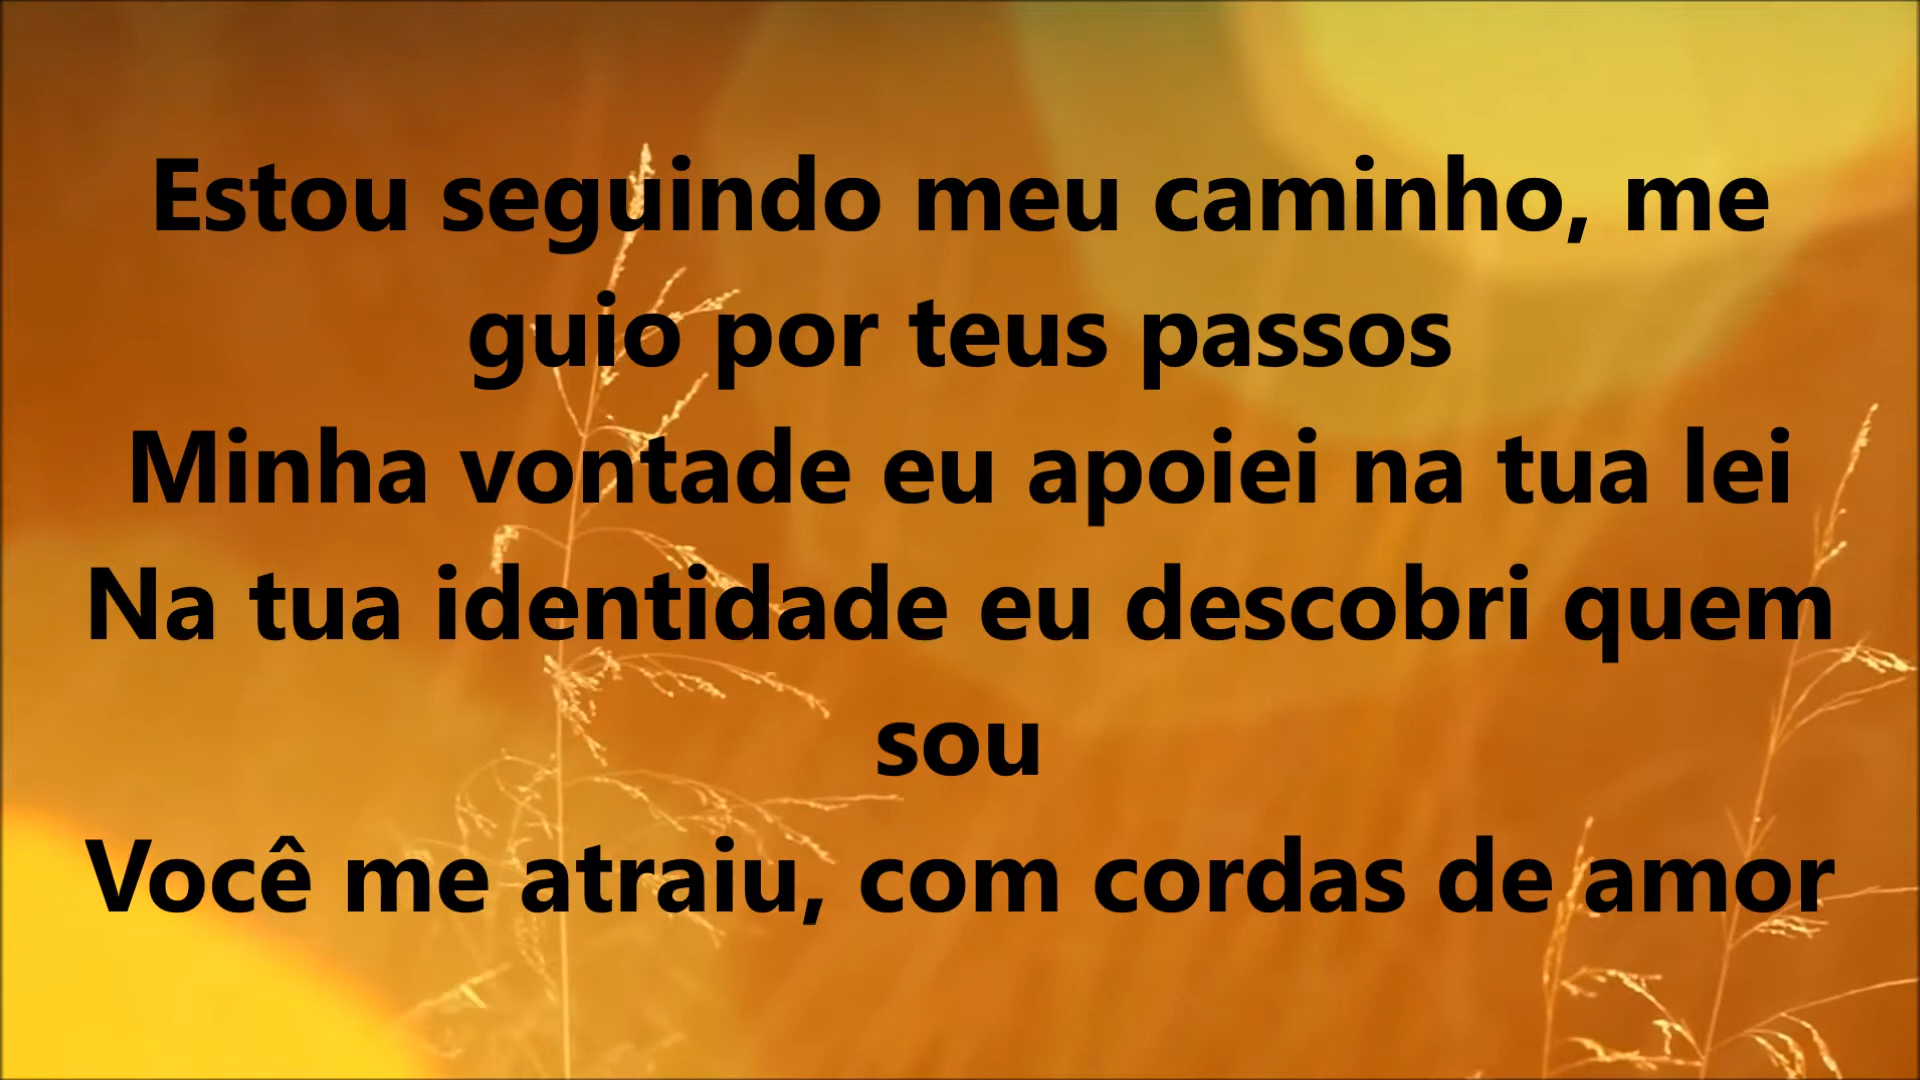 Estou seguindo meu caminho, me
guio por teus passos
Minha vontade eu apoiei na tua lei
Na tua identidade eu descobri quem
sou
Você me atraiu, com cordas de amor